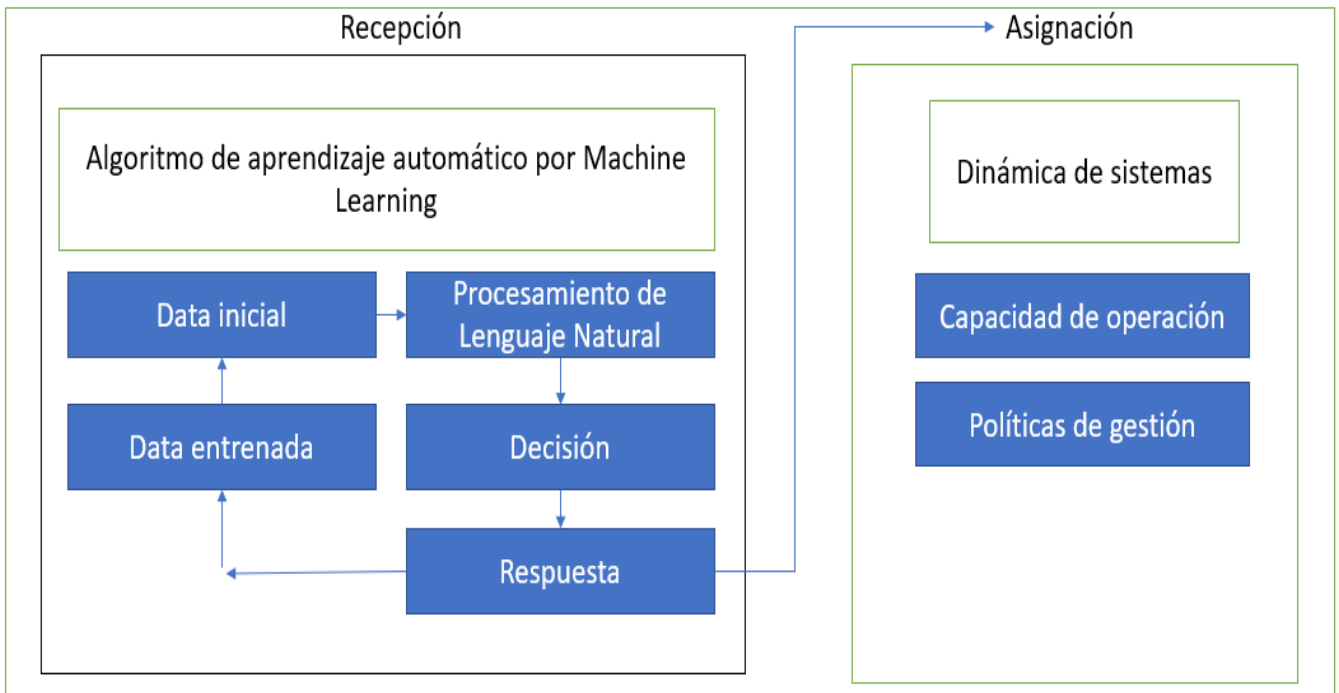 Recepción
Algoritmo de aprendizaje automático por Machine
Learning
Data inicial
Procesamiento de
Lenguaje Natural
Data entrenada
Decisión
Respuesta
Asignación
Dinámica de sistemas
Capacidad de operación
Políticas de gestión